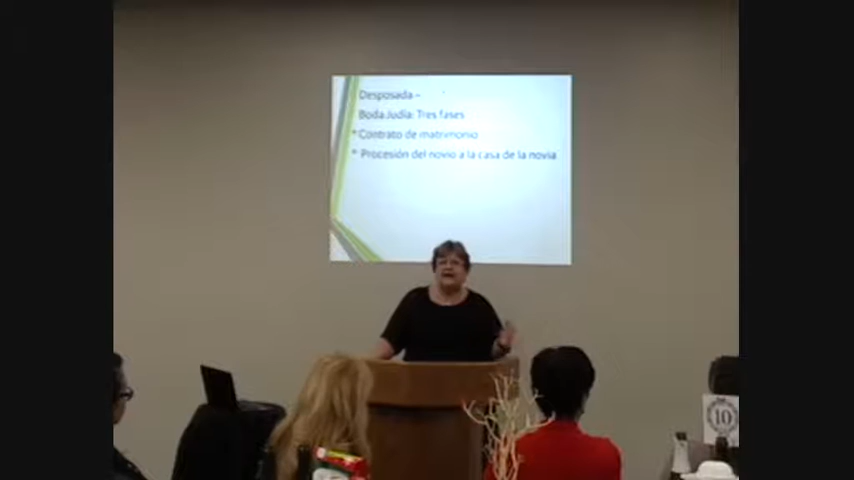 Desposada –
Boda Judía: Tres fases
* Contrato de matrimonio
* Procesión del novio a la casa de la novia
10